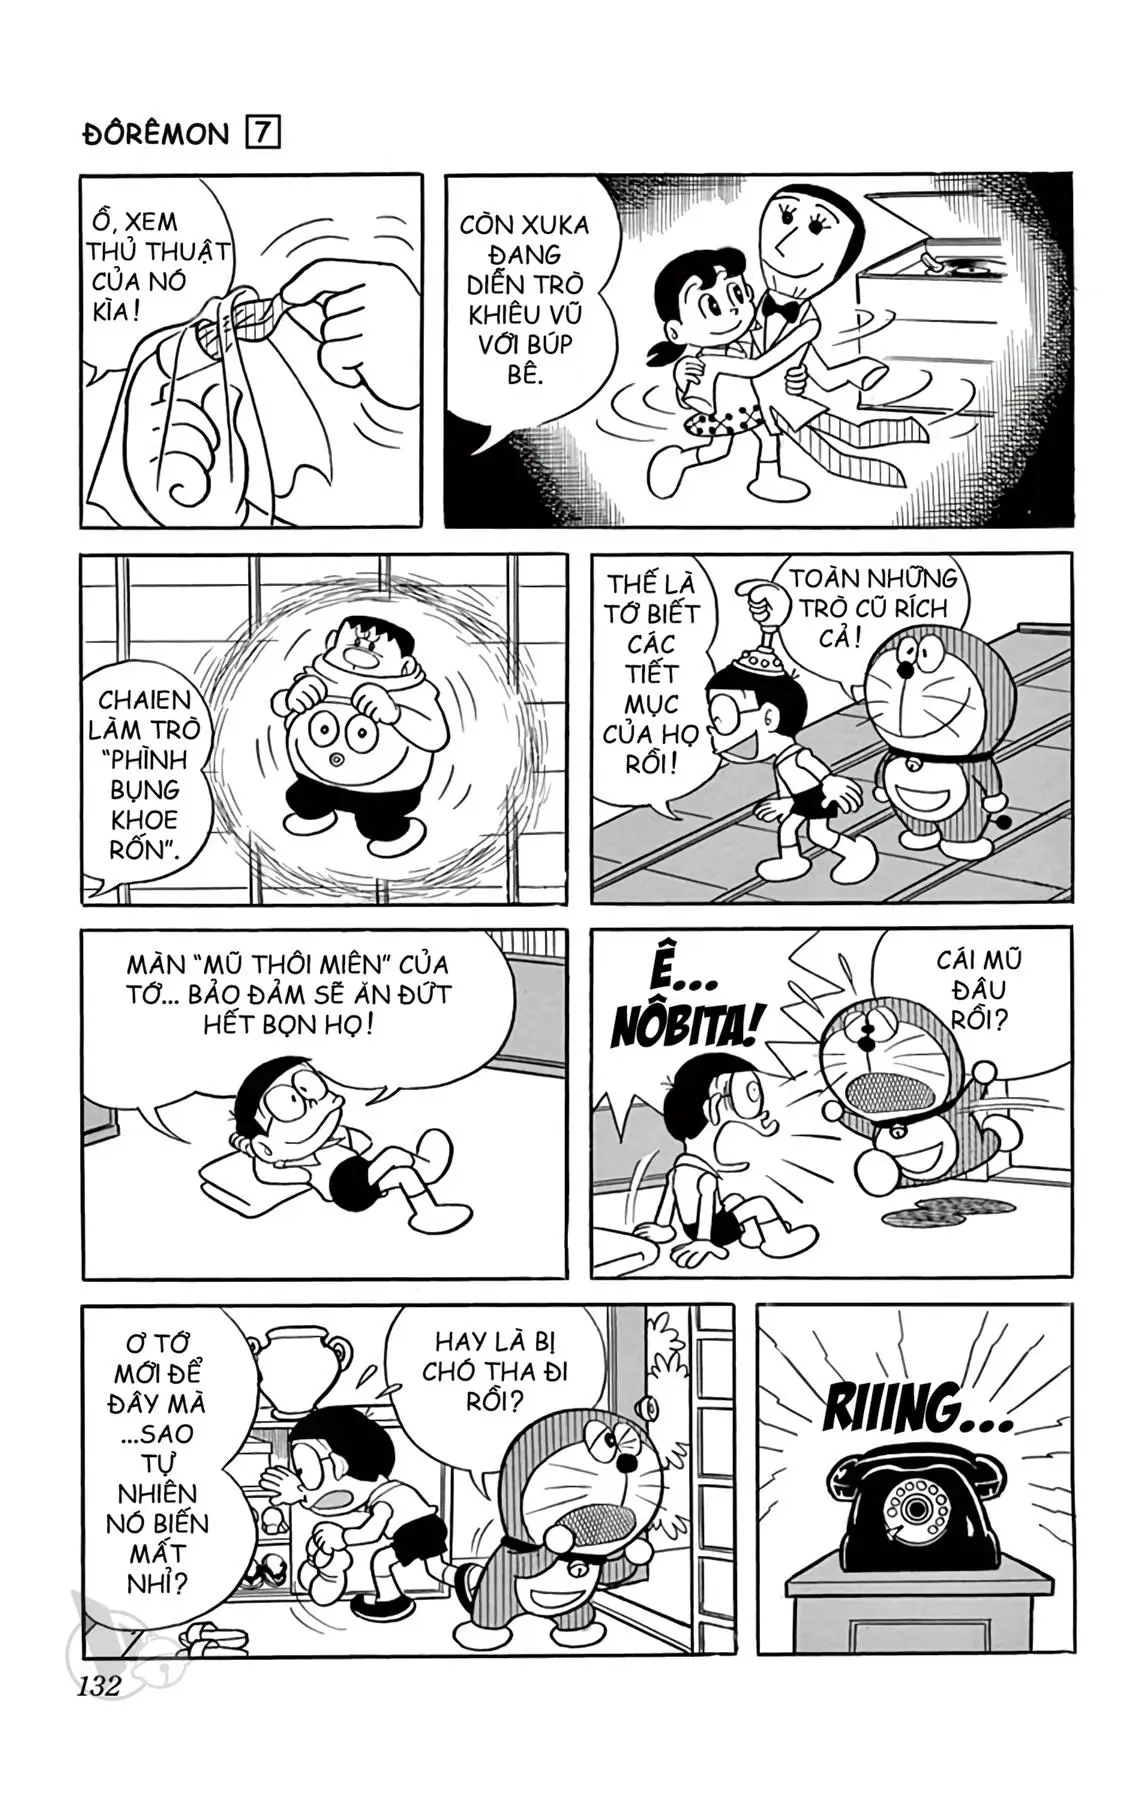 ĐÔRÊMON 7
Ồ, XEM
THỦ THUẬT
CỦA NÓ
KÌA!
CÒN XUKA
ĐANG
DIỄN TRÒ
KHIÊU VŨ
VỚI BÚP
BÊ.
CHAIEN
LÀM TRÒ
“PHÌNH
BỤNG
KHOE
RỐN”.
THẾ LÀ
TỚ BIẾT
CÁC
TIẾT
MỤC
CỦA HỌ
RỒI!
TOÀN NHỮNG
TRÒ CŨ RÍCH
CẢ!
MÀN “MŨ THÔI MIÊN” CỦA
TỚ... BẢO ĐẢM SẼ ĂN ĐỨT
HẾT BỌN HỌ!
Ê...
NÔBITA!
CÁI MŨ
ĐÂU
RỒI?
Ơ TỚ
MỚI ĐỂ
ĐÂY MÀ
...SAO
TỰ
NHIÊN
NÓ BIẾN
MẤT
NHỈ?
HAY LÀ BỊ
CHÓ THA ĐI
RỒI?
RIIING...
132